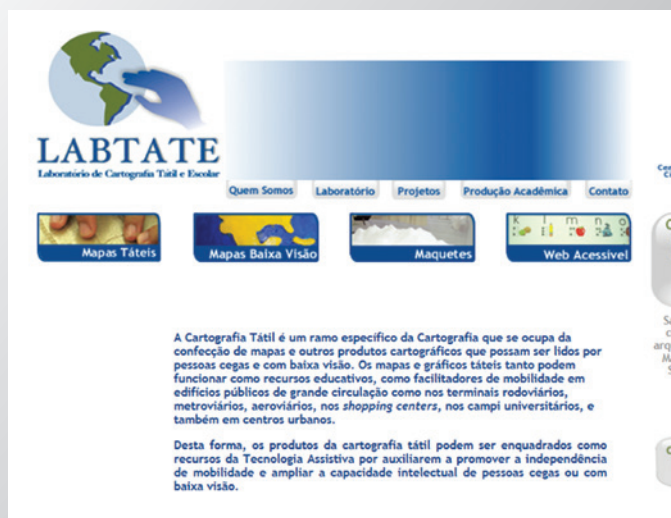 LABTATE
Laboratório de Cartografia Tátil e Escolar
Quem Somos Laboratório Projetos Produção Acadêmica Contato
Mapas Táteis Mapas Baixa Visão Maquetes Web Acessivel
k l m n o
A Cartografia Tátil é um ramo específico da Cartografia que se ocupa da
confecção de mapas e outros produtos cartográficos que possam ser lidos por
pessoas cegas e com baixa visão. Os mapas e gráficos táteis tanto podem
funcionar como recursos educativos, como facilitadores de mobilidade em
edifícios públicos de grande circulação como nos terminais rodoviários,
metroviários, aeroviários, nos shopping centers, nos campi universitários, e
também em centros urbanos.
Desta forma, os produtos da cartografia tátil podem ser enquadrados como
recursos da Tecnologia Assistiva por auxiliarem a promover a independência
de mobilidade e ampliar a capacidade intelectual de pessoas cegas ou com
baixa visão.